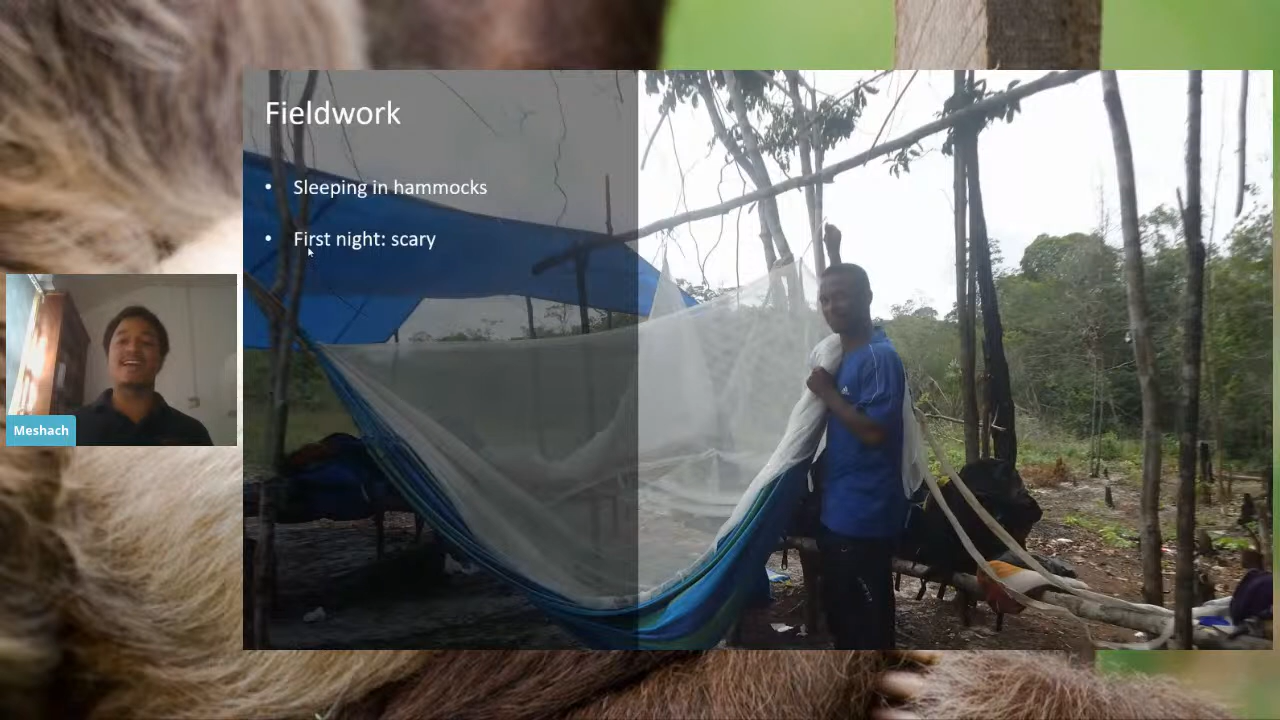 Fieldwork
• Sleeping in hammocks
• First night: scary
Meshach